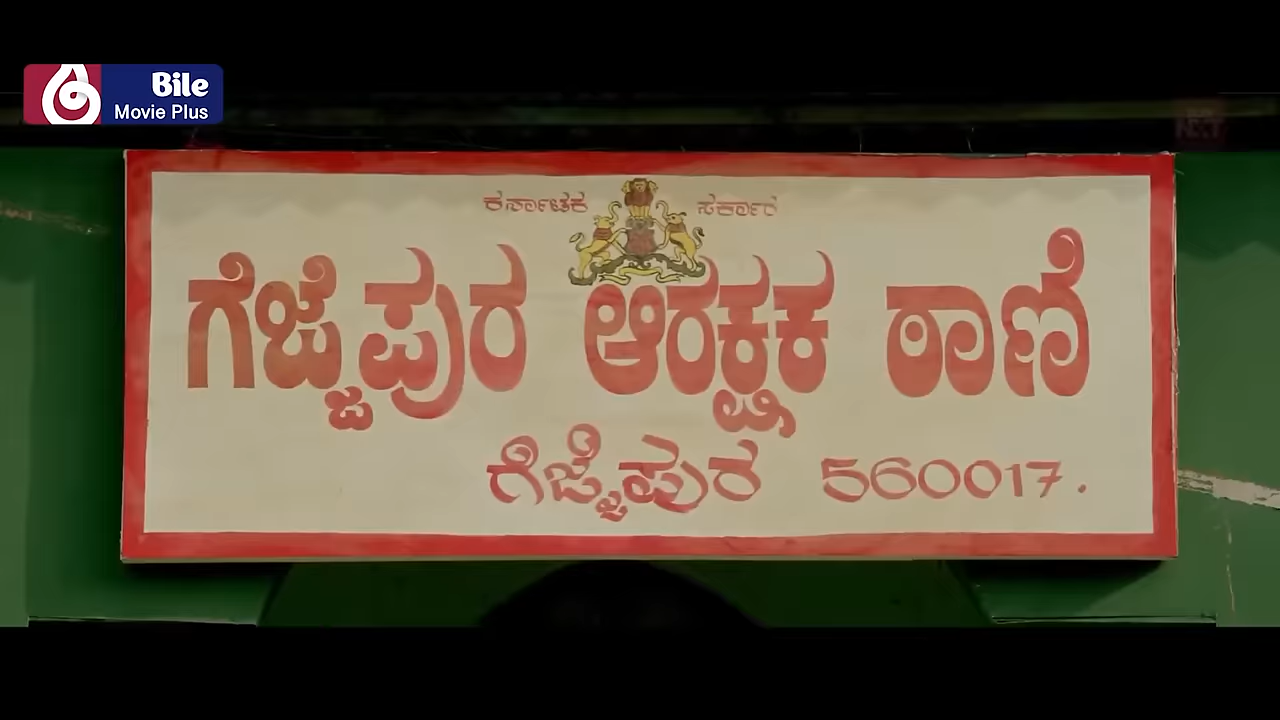 Bile
Movie Plus
ಕರ್ನಾಟಕ ಸರ್ಕಾರ
ಗೆಜ್ಜೆಪುರ ಆರಕ್ಷಕ ಠಾಣೆ
ಗೆಜ್ಜೆಪುರ 560017.